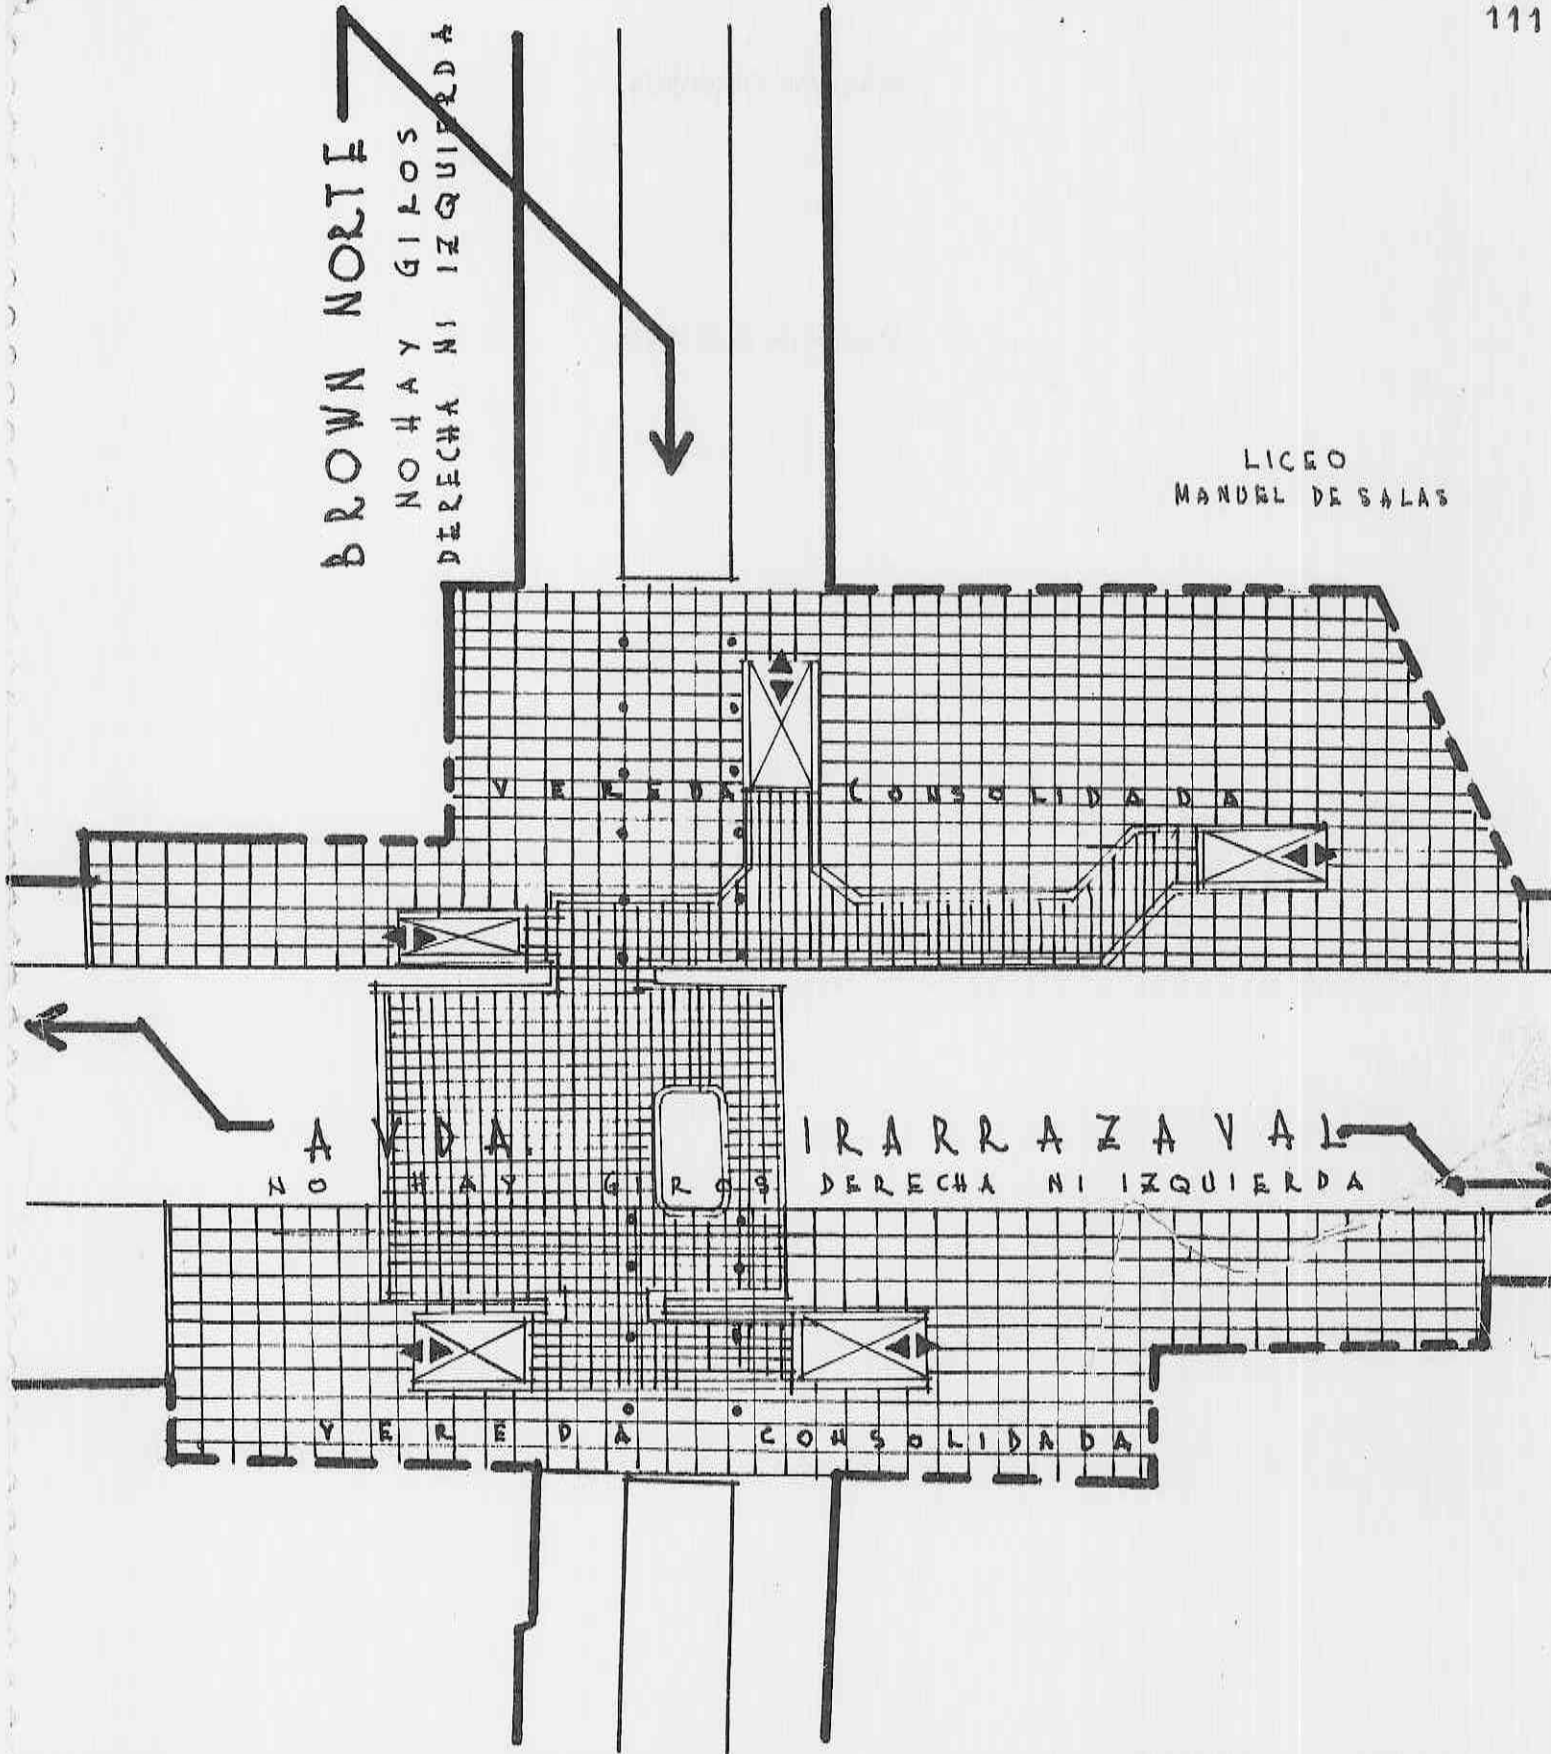 111
BROWN NORTE
NO HAY GIROS
DERECHA NI IZQUIERDA
LICEO
MANUEL DE SALAS
VEREDA CONSOLIDADA
AVDA. IRARRAZAVAL
NO HAY GIROS DERECHA NI IZQUIERDA
VEREDA CONSOLIDADA